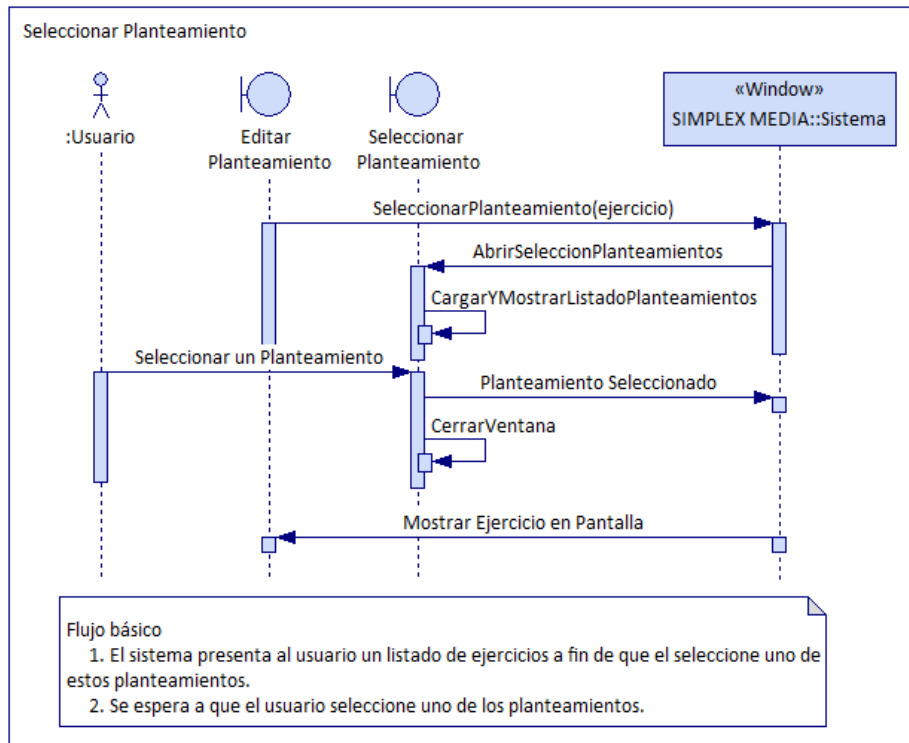 Seleccionar Planteamiento
:Usuario
Editar
Planteamiento
Seleccionar
Planteamiento
«Window»
SIMPLEX MEDIA::Sistema
SeleccionarPlanteamiento(ejercicio)
AbrirSeleccionPlanteamientos
CargarYMostrarListadoPlanteamientos
Seleccionar un Planteamiento
Planteamiento Seleccionado
CerrarVentana
Mostrar Ejercicio en Pantalla
Flujo básico
1. El sistema presenta al usuario un listado de ejercicios a fin de que el seleccione uno de
estos planteamientos.
2. Se espera a que el usuario seleccione uno de los planteamientos.